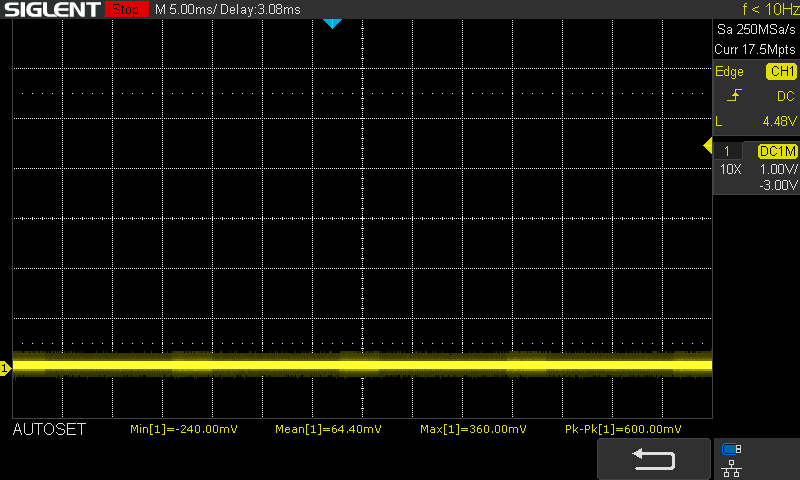 SIGLENT Stop M 5.00ms/ Delay:3.08ms f < 10Hz
Sa 250MSa/s
Curr 17.5Mpts
Edge CH1
DC
L 4.48V
1 DC1M
10X 1.00V/
-3.00V
1
AUTOSET Min[1]=-240.00mV Mean[1]=64.40mV Max[1]=360.00mV Pk-Pk[1]=600.00mV